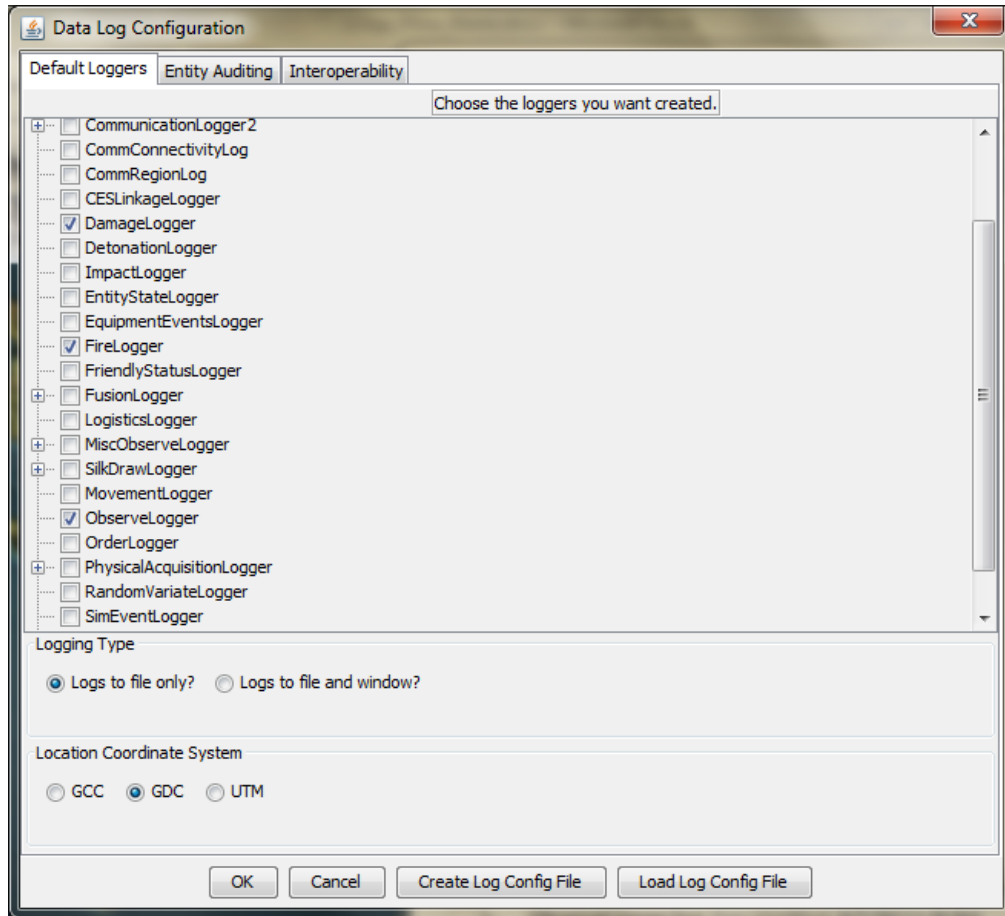 Data Log Configuration
Default Loggers Entity Auditing Interoperability
Choose the loggers you want created.
CommunicationLogger2
CommConnectivityLog
CommRegionLog
CESLinkageLogger
DamageLogger
DetonationLogger
ImpactLogger
EntityStateLogger
EquipmentEventsLogger
FireLogger
FriendlyStatusLogger
FusionLogger
LogisticsLogger
MiscObserveLogger
SilkDrawLogger
MovementLogger
ObserveLogger
OrderLogger
PhysicalAcquisitionLogger
RandomVariateLogger
SimEventLogger
Logging Type
Logs to file only? Logs to file and window?
Location Coordinate System
GCC GDC UTM
OK Cancel Create Log Config File Load Log Config File